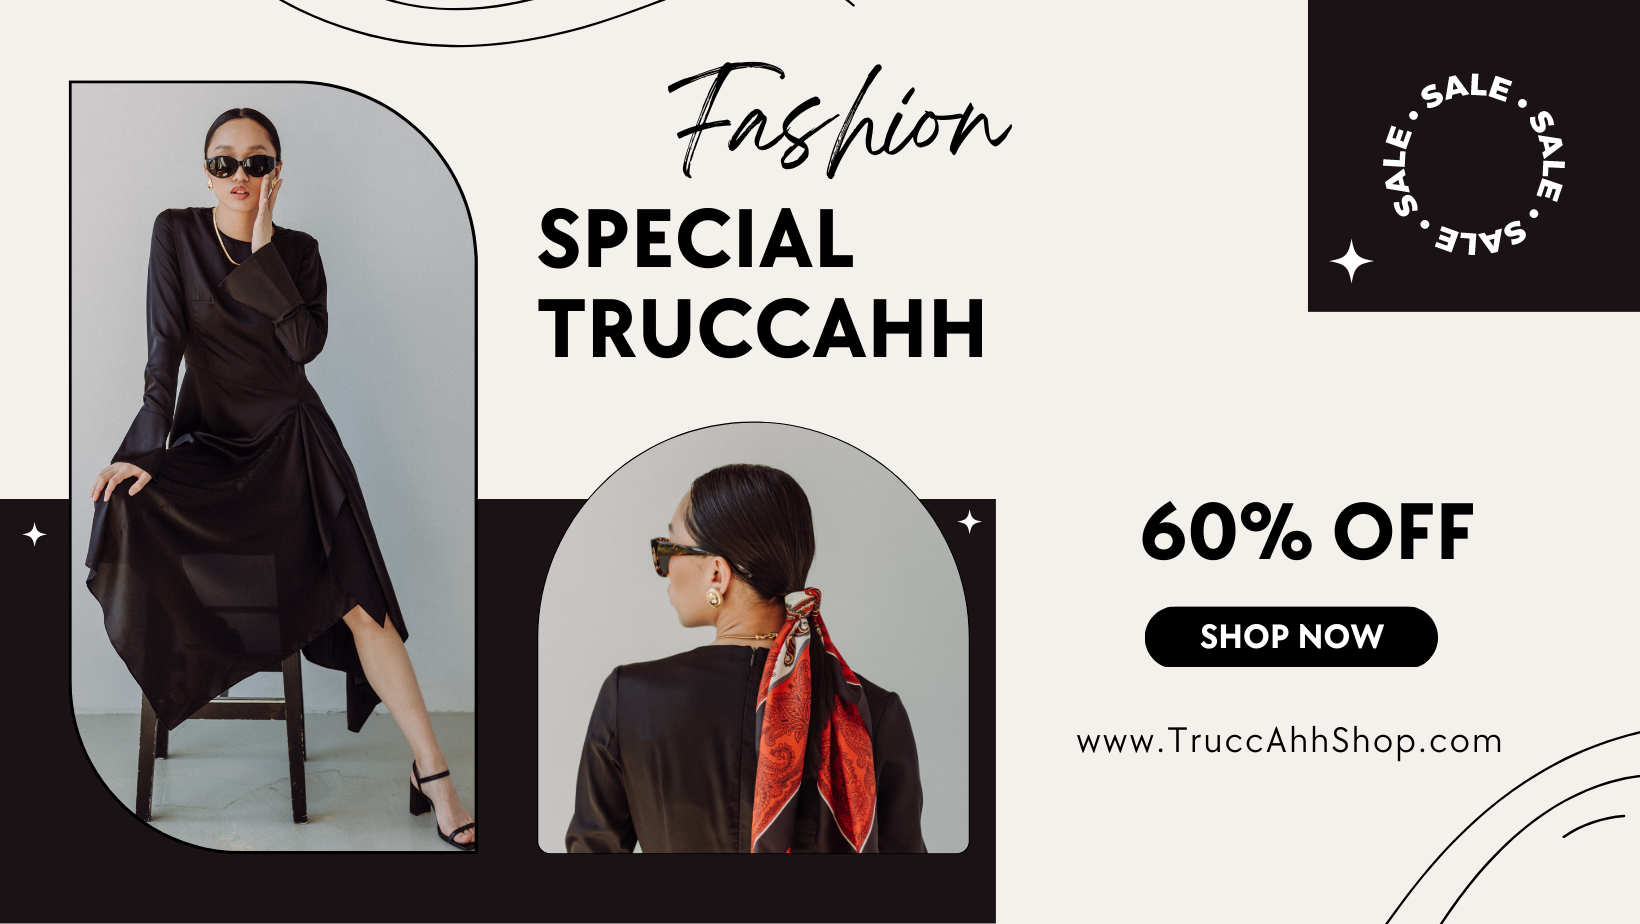 Fashion
SPECIAL
TRUCCAHH
SALE • SALE • SALE • SALE •
60% OFF
SHOP NOW
www.TruccAhhShop.com